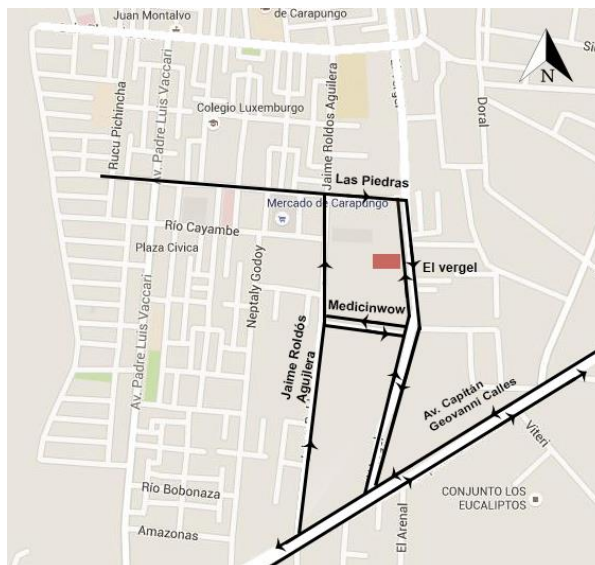 Juan Montalvo
de Carapungo
N
Doral
Jaime Roldos Aguilera
Colegio Luxemburgo
Rucu Pichincha
Av. Padre Luis Vaccari
Las Piedras
Mercado de Carapungo
Río Cayambe
Plaza Civica
El vergel
Neptaly Godoy
Medicinwow
Jaime Roldós
Aguilera
Av. Padre Luis Vaccari
Av. Capitán
Geovanni Calles
Viteri
Río Bobonaza
CONJUNTO LOS
EUCALIPTOS
Amazonas
El Arenal